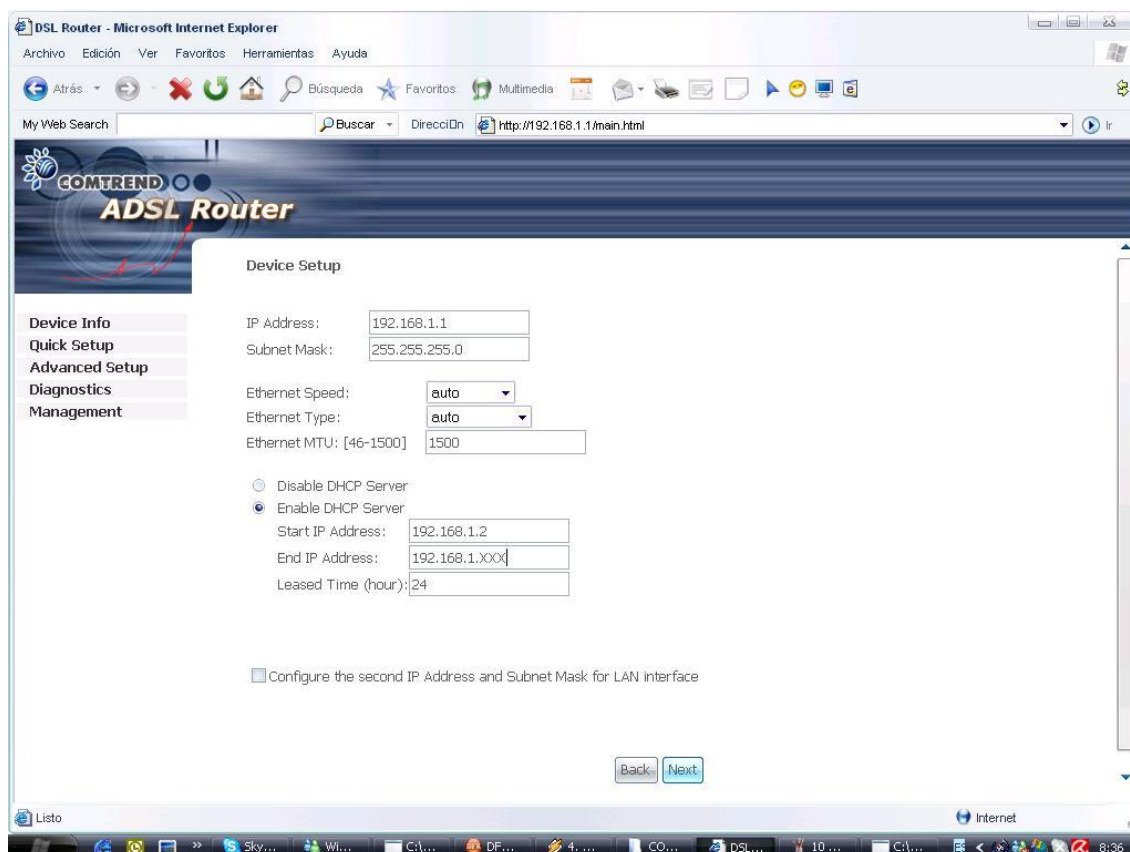 DSL Router - Microsoft Internet Explorer
Archivo Edición Ver Favoritos Herramientas Ayuda
Atrás Búsqueda Favoritos Multimedia
My Web Search Buscar Dirección http://192.168.1.1/main.html Ir
COMTREND
ADSL Router
Device Setup
Device Info
Quick Setup
Advanced Setup
Diagnostics
Management
IP Address: 192.168.1.1
Subnet Mask: 255.255.255.0
Ethernet Speed: auto
Ethernet Type: auto
Ethernet MTU: [46-1500] 1500
Disable DHCP Server
Enable DHCP Server
Start IP Address: 192.168.1.2
End IP Address: 192.168.1.XXX
Leased Time (hour): 24
Configure the second IP Address and Subnet Mask for LAN interface
Back Next
Listo Internet
» Sky... Wi... C:\... DF... 4. ... CO... DSL... 10 ... C:\... 8:36